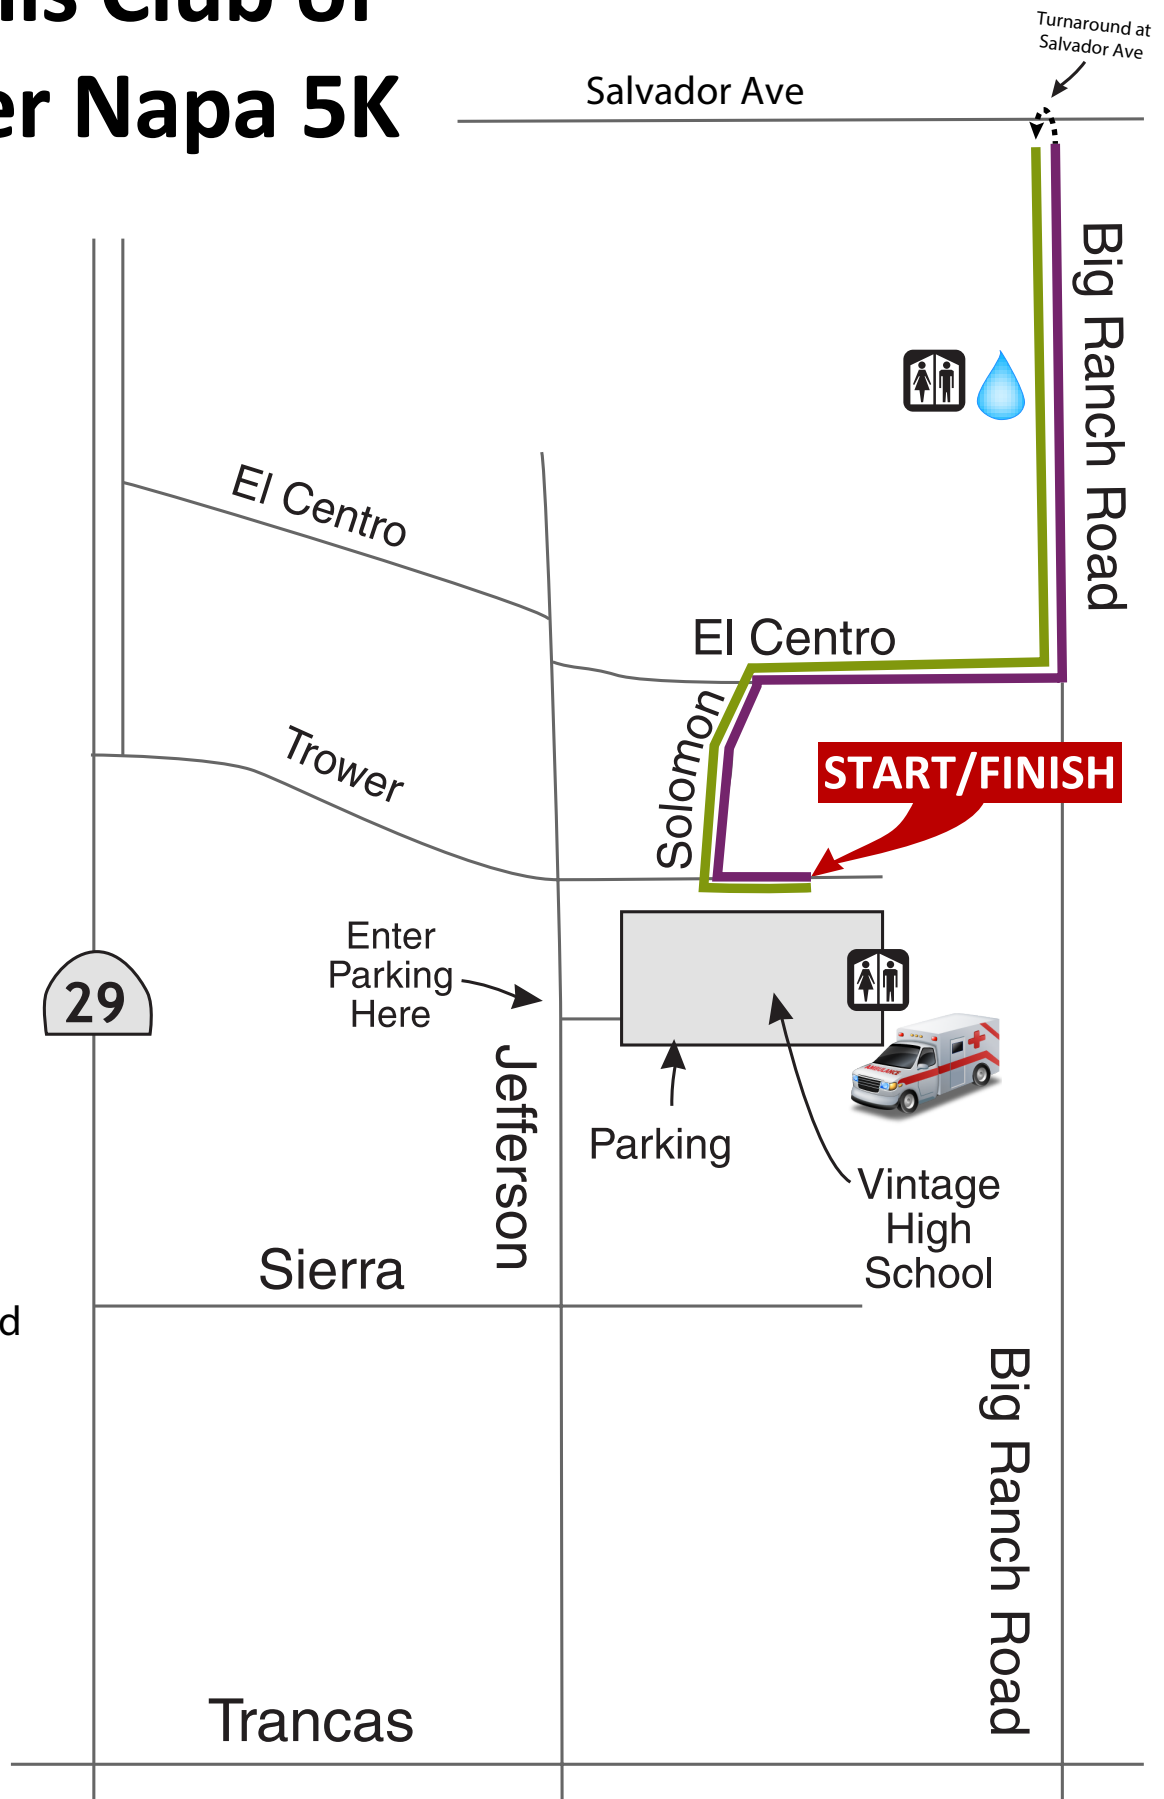 er Napa 5K
Turnaround at
Salvador Ave
Salvador Ave
Big Ranch Road
El Centro
El Centro
Solomon
Trower
START/FINISH
Enter
Parking
Here
29
Jefferson
AMBULANCE
Parking
Vintage
High
School
Sierra
d
Big Ranch Road
Trancas